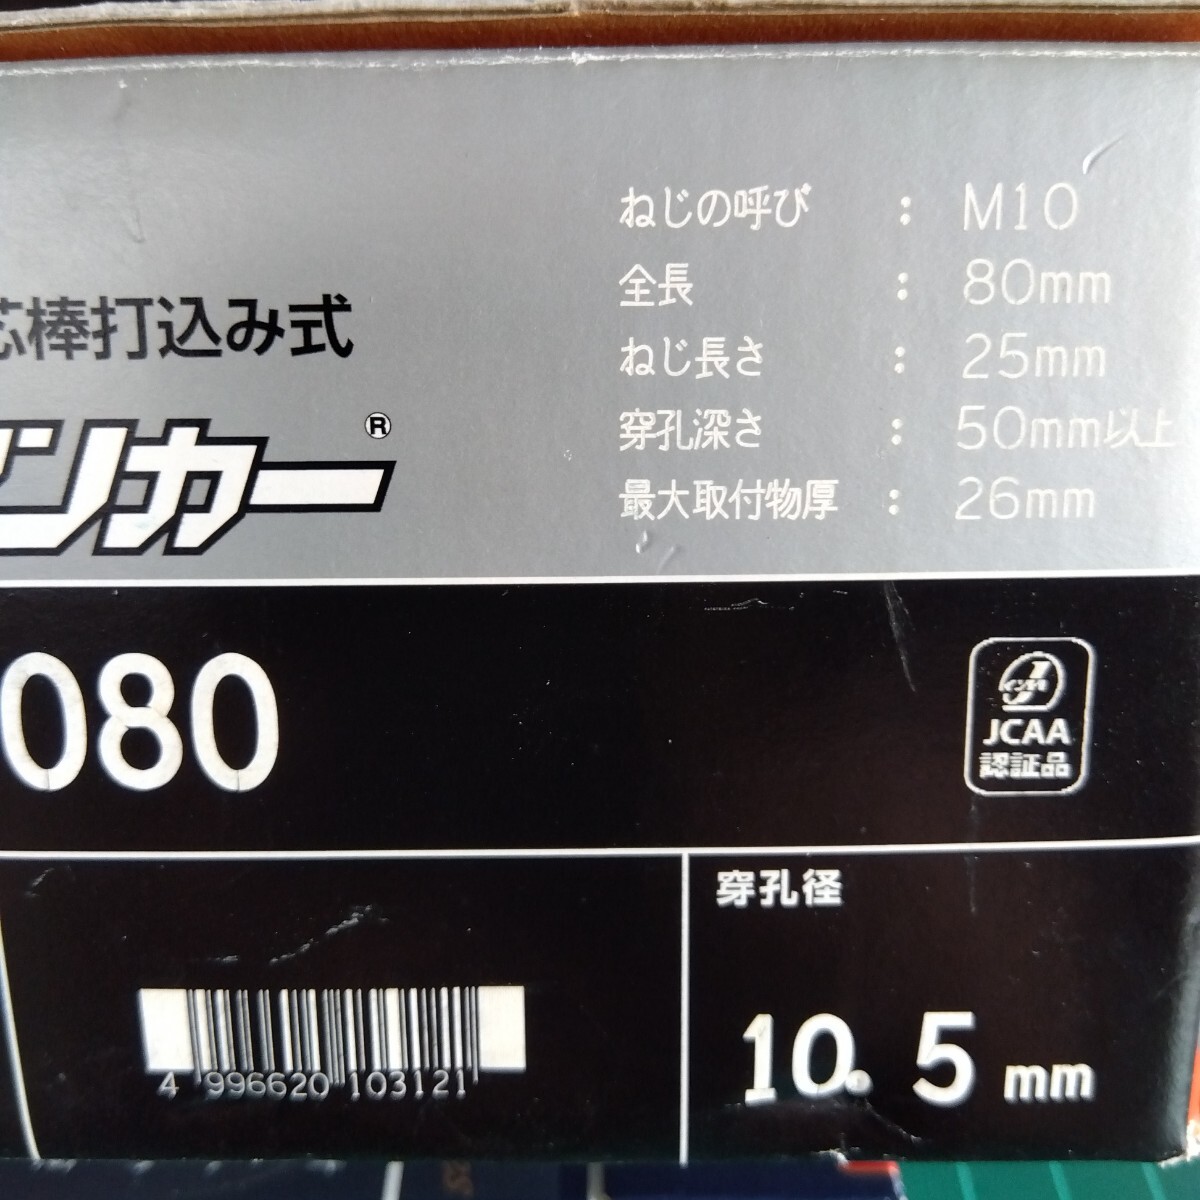 ねじの呼び : M10
全長 : 80mm
ねじ長さ : 25mm
穿孔深さ : 50mm以上
最大取付物厚 : 26mm
芯棒打込み式
アンカー®
080
JCAA
認証品
穿孔径
10.5mm
4 996620 103121